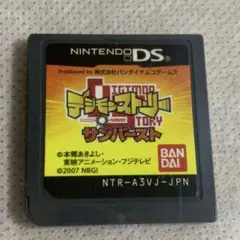 NINTENDO DS
Produced by 株式会社バンダイナムコゲームス
DIGIMON
デジモンストーリー
STORY
サンバースト
©本郷あきよし・
東映アニメーション・フジテレビ
©2007 NBGI
BAN
DAI
NTR-A3VJ-JPN